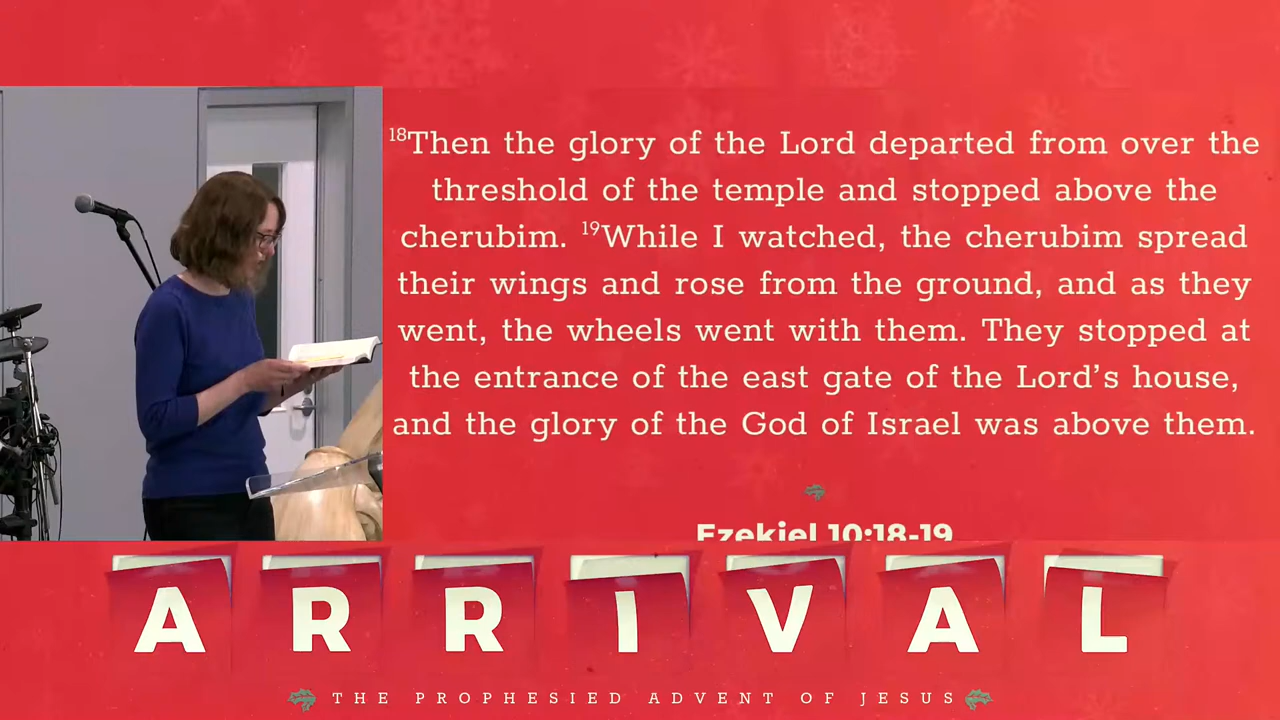 ¹⁸Then the glory of the Lord departed from over the
threshold of the temple and stopped above the
cherubim. ¹⁹While I watched, the cherubim spread
their wings and rose from the ground, and as they
went, the wheels went with them. They stopped at
the entrance of the east gate of the Lord’s house,
and the glory of the God of Israel was above them.
Ezekiel 10:18-19
ARRIVAL
THE PROPHESIED ADVENT OF JESUS